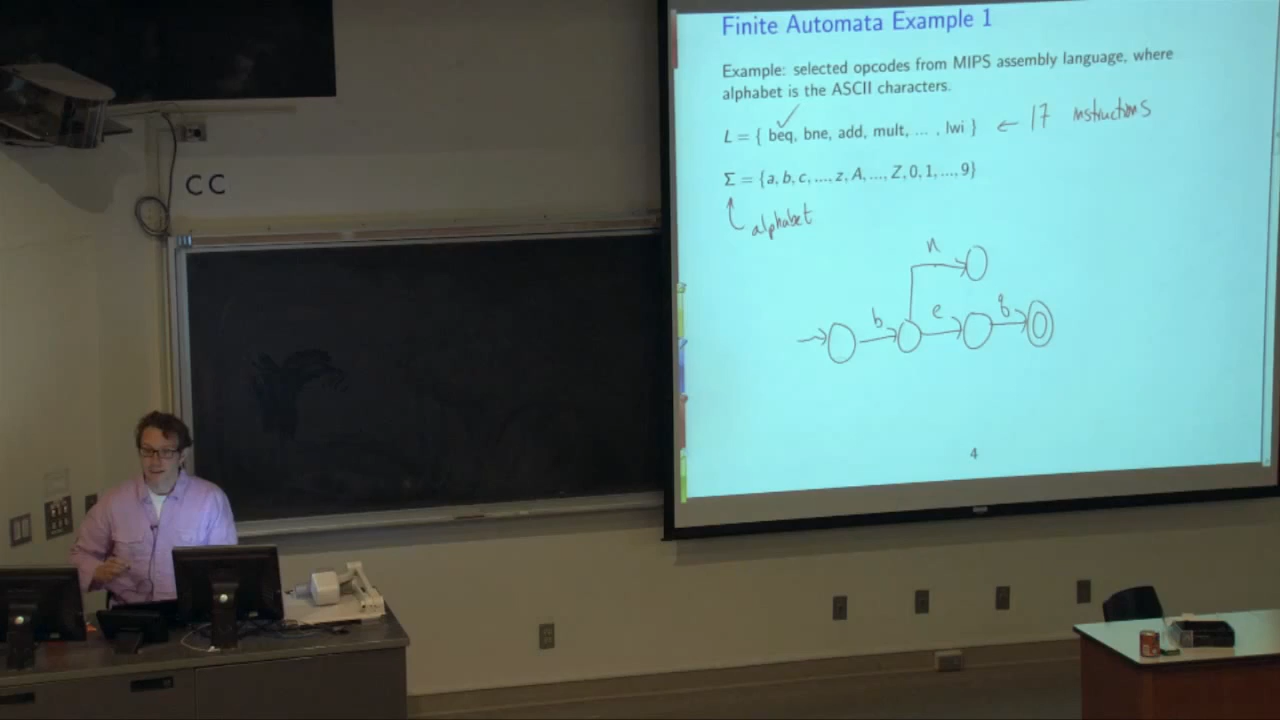 Finite Automata Example 1
Example: selected opcodes from MIPS assembly language, where
alphabet is the ASCII characters.
L = { beq, bne, add, mult, ... , lwi } ← 17 instructions
Σ = {a, b, c, ...., z, A, ...., Z, 0, 1, ..., 9}
alphabet
n
b e q
4
CC